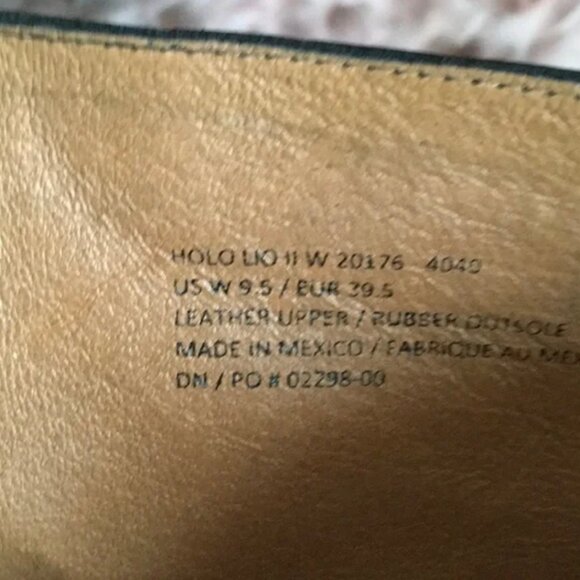 HOLO LIO II W 20176 4040
US W 9.5 / EUR 39.5
LEATHER UPPER / RUBBER OUTSOLE
MADE IN MEXICO / FABRIQUE AU MEX
DN / PO # 02298-00